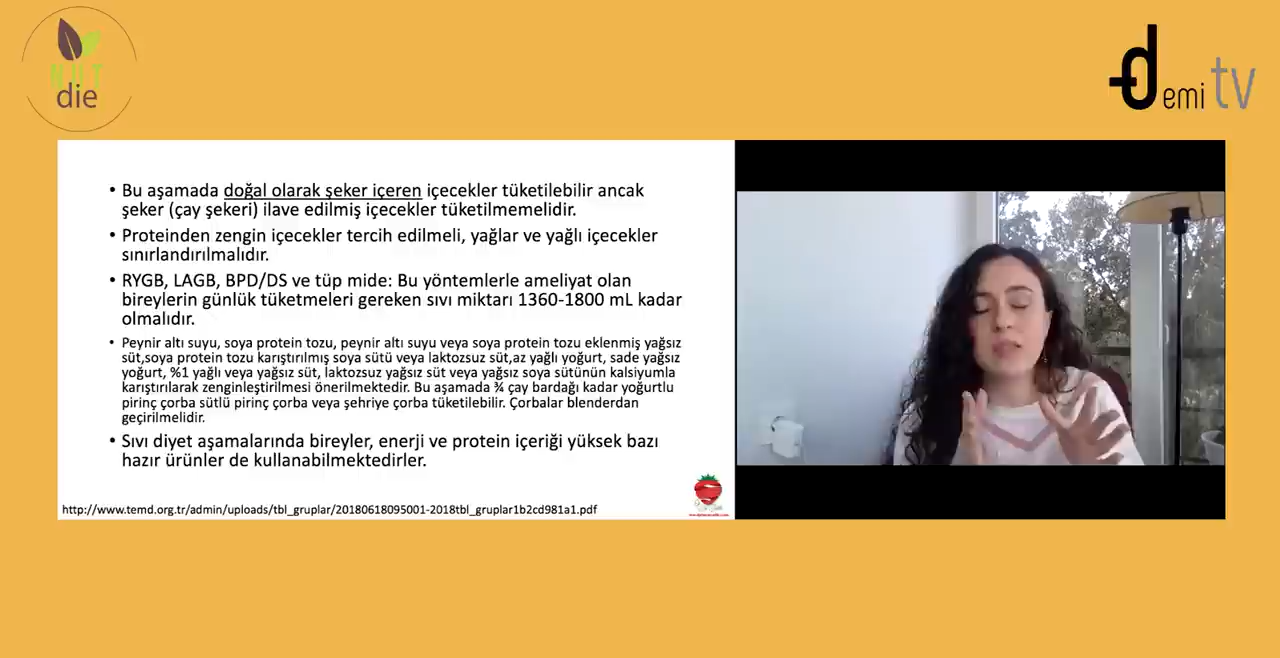 NUT
die
demi tv
• Bu aşamada doğal olarak şeker içeren içecekler tüketilebilir ancak
şeker (çay şekeri) ilave edilmiş içecekler tüketilmemelidir.
• Proteinden zengin içecekler tercih edilmeli, yağlar ve yağlı içecekler
sınırlandırılmalıdır.
• RYGB, LAGB, BPD/DS ve tüp mide: Bu yöntemlerle ameliyat olan
bireylerin günlük tüketmeleri gereken sıvı miktarı 1360-1800 mL kadar
olmalıdır.
• Peynir altı suyu, soya protein tozu, peynir altı suyu veya soya protein tozu eklenmiş yağsız
süt,soya protein tozu karıştırılmış soya sütü veya laktozsuz süt,az yağlı yoğurt, sade yağsız
yoğurt, %1 yağlı veya yağsız süt, laktozsuz yağsız süt veya yağsız soya sütünün kalsiyumla
karıştırılarak zenginleştirilmesi önerilmektedir. Bu aşamada ¾ çay bardağı kadar yoğurtlu
pirinç çorba sütlü pirinç çorba veya şehriye çorba tüketilebilir. Çorbalar blenderdan
geçirilmelidir.
• Sıvı diyet aşamalarında bireyler, enerji ve protein içeriği yüksek bazı
hazır ürünler de kullanabilmektedirler.
http://www.temd.org.tr/admin/uploads/tbl_gruplar/20180618095001-2018tbl_gruplar1b2cd981a1.pdf